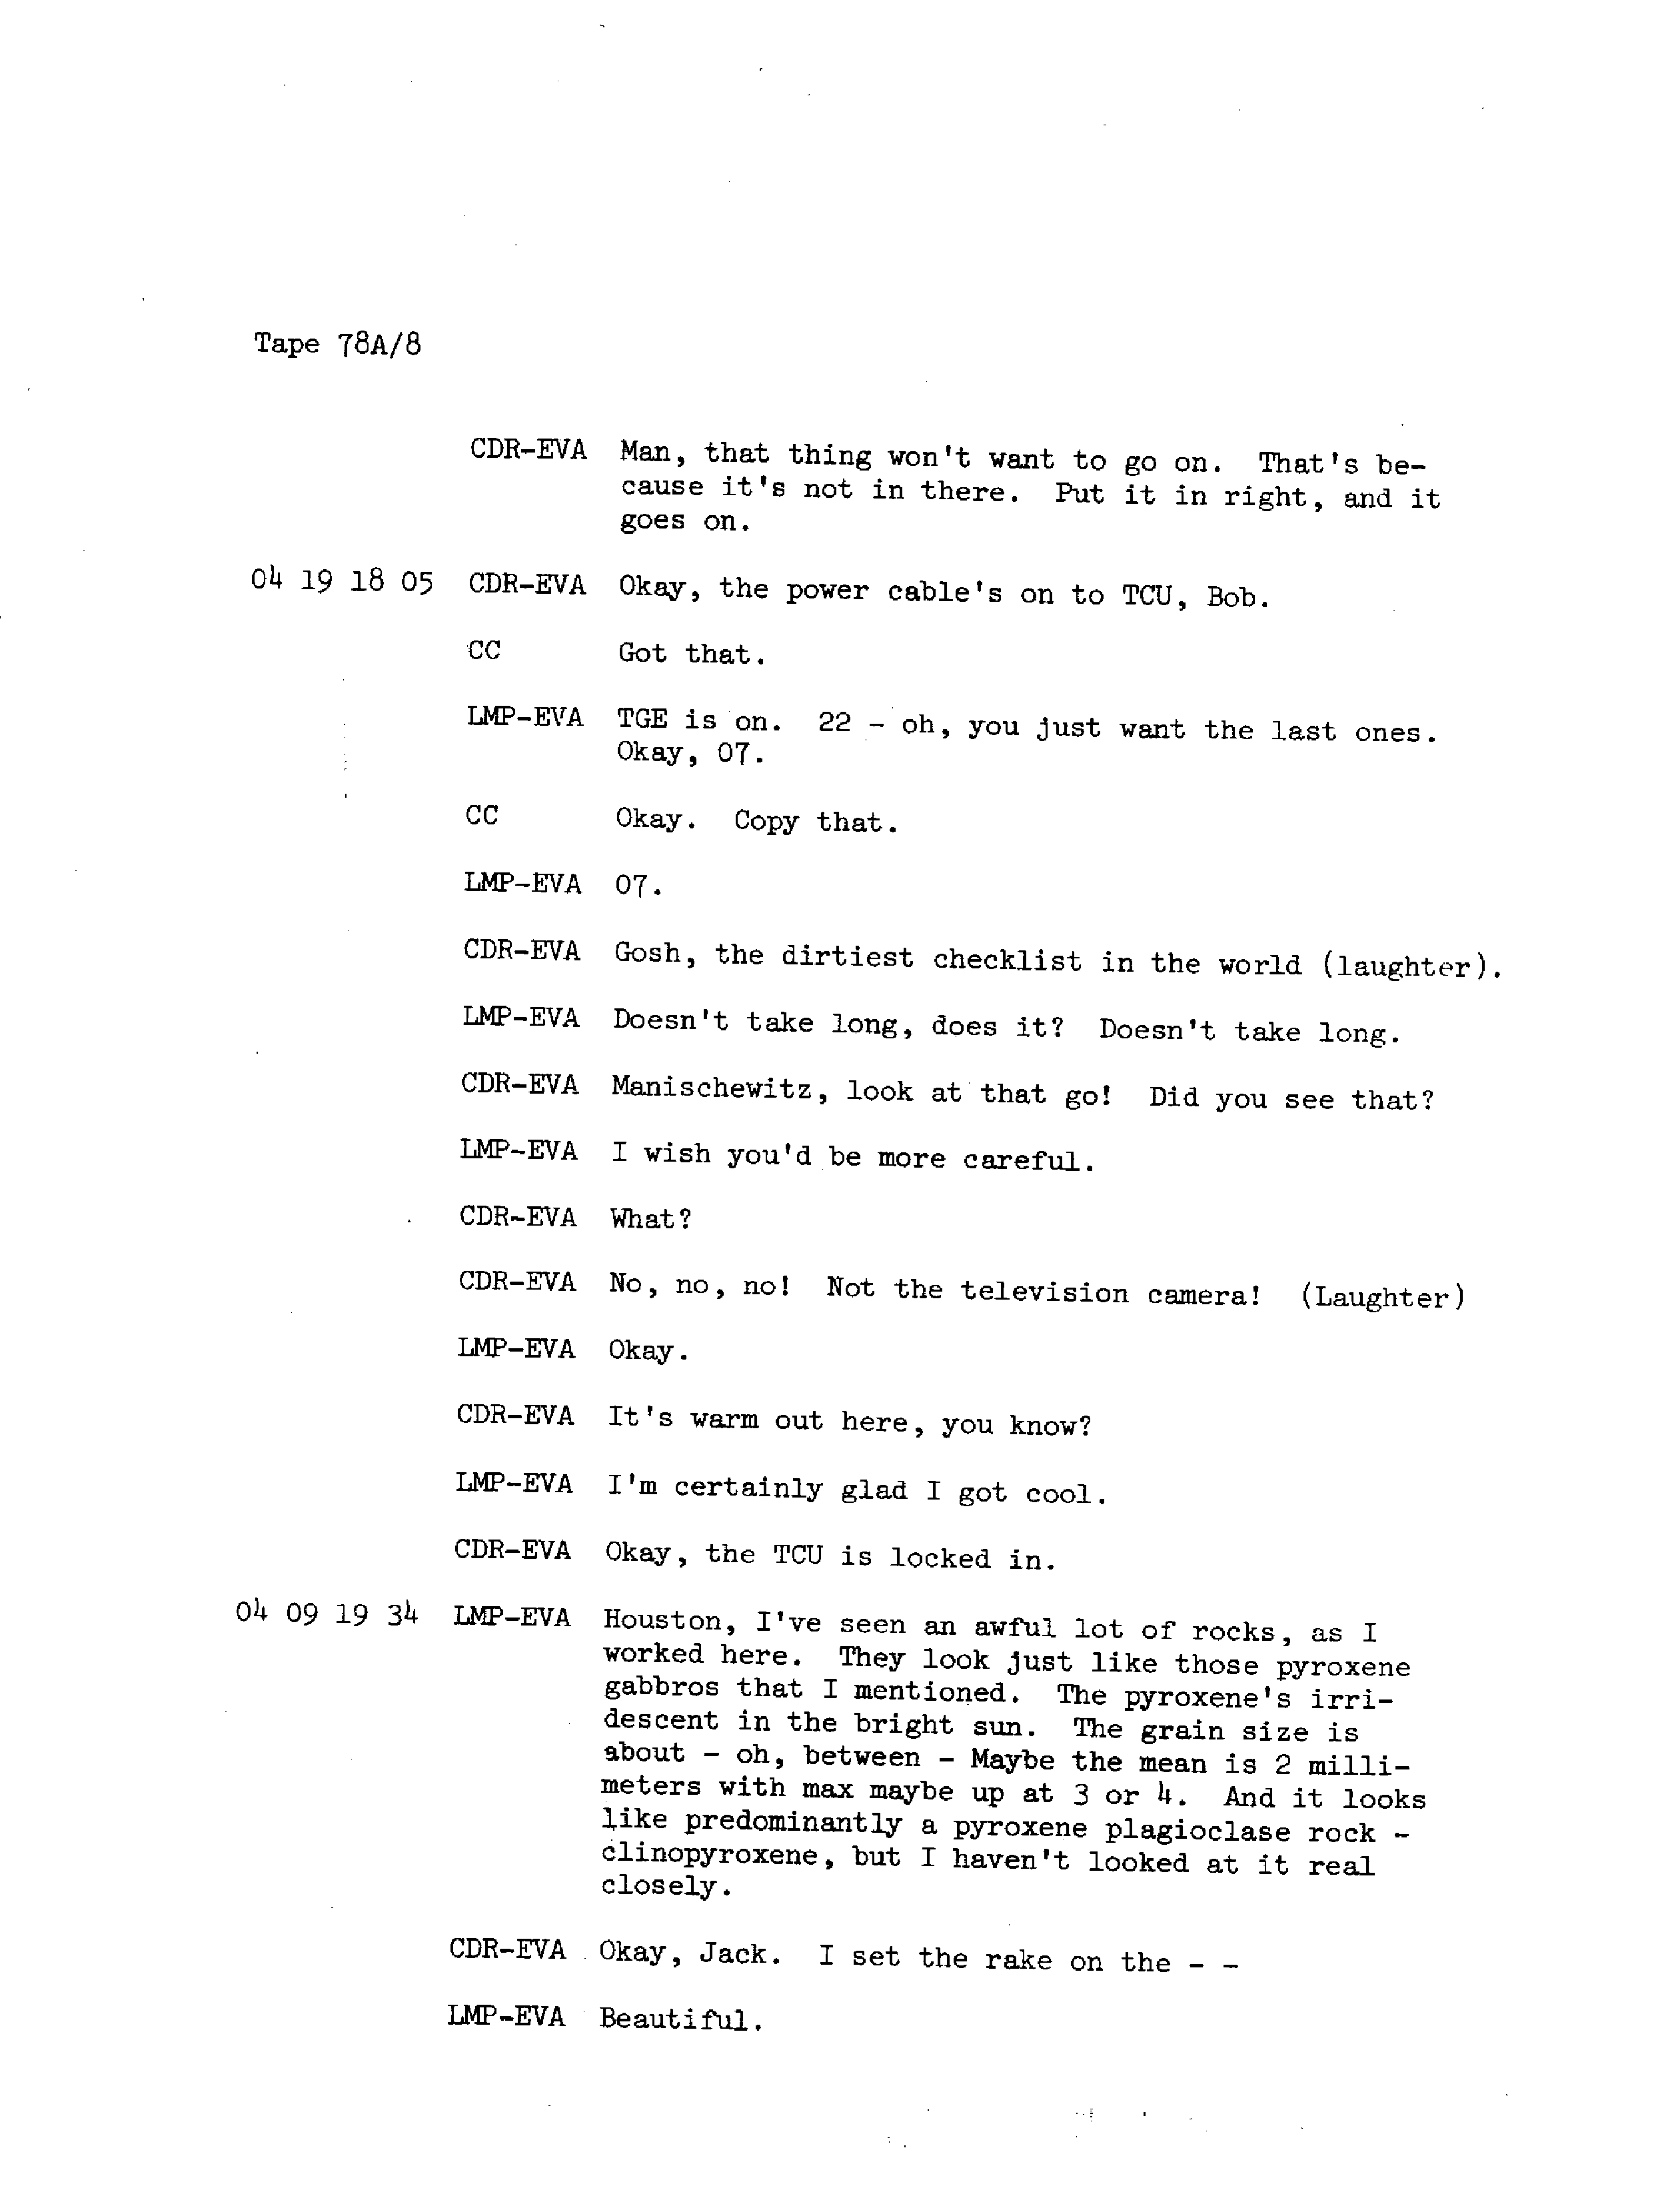 Tape 78A/8
CDR-EVA Man, that thing won't want to go on. That's be-
cause it's not in there. Put it in right, and it
goes on.
04 19 18 05 CDR-EVA Okay, the power cable's on to TCU, Bob.
CC Got that.
LMP-EVA TGE is on. 22 - oh, you just want the last ones.
Okay, 07.
CC Okay. Copy that.
LMP-EVA 07.
CDR-EVA Gosh, the dirtiest checklist in the world (laughter).
LMP-EVA Doesn't take long, does it? Doesn't take long.
CDR-EVA Manischewitz, look at that go! Did you see that?
LMP-EVA I wish you'd be more careful.
CDR-EVA What?
CDR-EVA No, no, no! Not the television camera! (Laughter)
LMP-EVA Okay.
CDR-EVA It's warm out here, you know?
LMP-EVA I'm certainly glad I got cool.
CDR-EVA Okay, the TCU is locked in.
04 09 19 34 LMP-EVA Houston, I've seen an awful lot of rocks, as I
worked here. They look just like those pyroxene
gabbros that I mentioned. The pyroxene's irri-
descent in the bright sun. The grain size is
about - oh, between - Maybe the mean is 2 milli-
meters with max maybe up at 3 or 4. And it looks
like predominantly a pyroxene plagioclase rock -
clinopyroxene, but I haven't looked at it real
closely.
CDR-EVA Okay, Jack. I set the rake on the - -
LMP-EVA Beautiful.